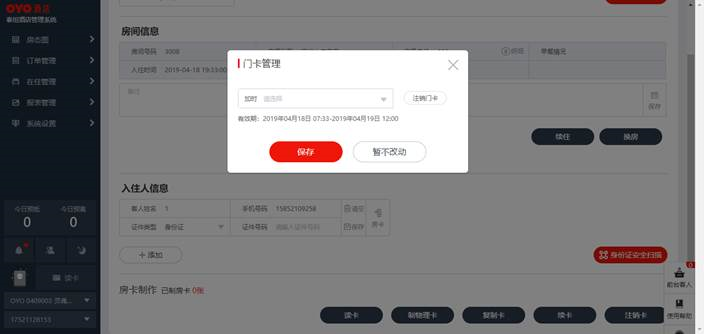 OYO 酒店
泰坦酒店管理系统
房态图
订单管理
在住管理
报表管理
系统设置
今日预抵 今日预离
0 0
读卡
OYO 0409003
17521128153
房间信息
房间号码 3008
早餐情况
入住时间 2019-04-18 19:33:00
备注
保存
续住 换房
门卡管理
加时 请选择 注销门卡
有效期：2019年04月18日 07:33-2019年04月19日 12:00
保存 暂不改动
入住人信息
客人姓名 1 手机号码 15852109258 清空
证件类型 身份证 证件号码 请输入证件号码 保存
房卡
+ 添加 身份证安全扫描
房卡制作 已制房卡 0张
读卡 制物理卡 复制卡 续卡 注销卡
0
前台客人
使用帮助